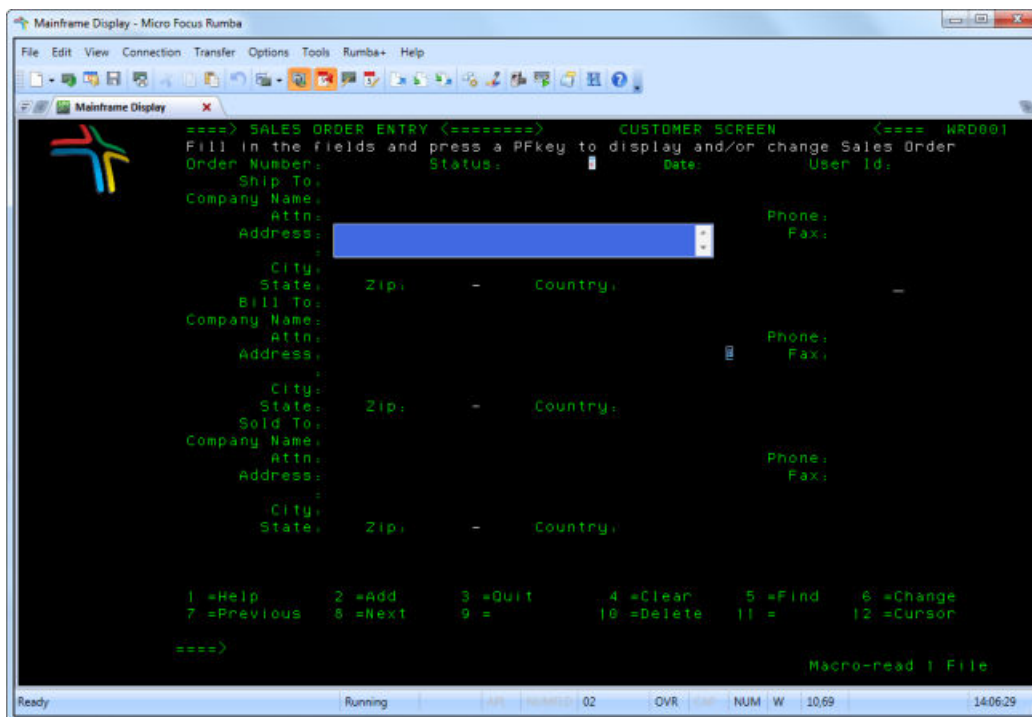 Mainframe Display - Micro Focus Rumba
File Edit View Connection Transfer Options Tools Rumba+ Help
Mainframe Display
====> SALES ORDER ENTRY <========> CUSTOMER SCREEN <==== WRD001
Fill in the fields and press a PFkey to display and/or change Sales Order
Order Number: Status: Date: User Id:
Ship To:
Company Name:
Attn: Phone:
Address: Fax:
:
City:
State: Zip: - Country: _
Bill To:
Company Name:
Attn: Phone:
Address: Fax:
:
City:
State: Zip: - Country:
Sold To:
Company Name:
Attn: Phone:
Address: Fax:
:
City:
State: Zip: - Country:
1 =Help 2 =Add 3 =Quit 4 =Clear 5 =Find 6 =Change
7 =Previous 8 =Next 9 = 10 =Delete 11 = 12 =Cursor
====>
Macro-read 1 File
Ready Running APL 02 OVR CAP NUM W 10,69 14:06:29